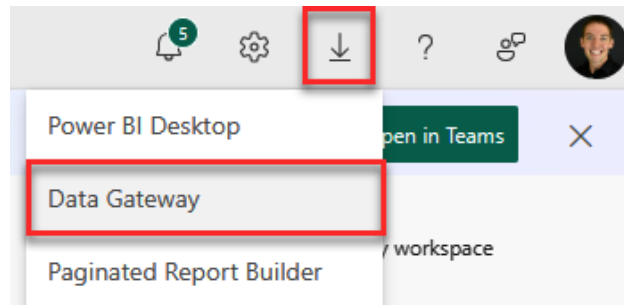 5
?
Power BI Desktop
pen in Teams
Data Gateway
workspace
Paginated Report Builder